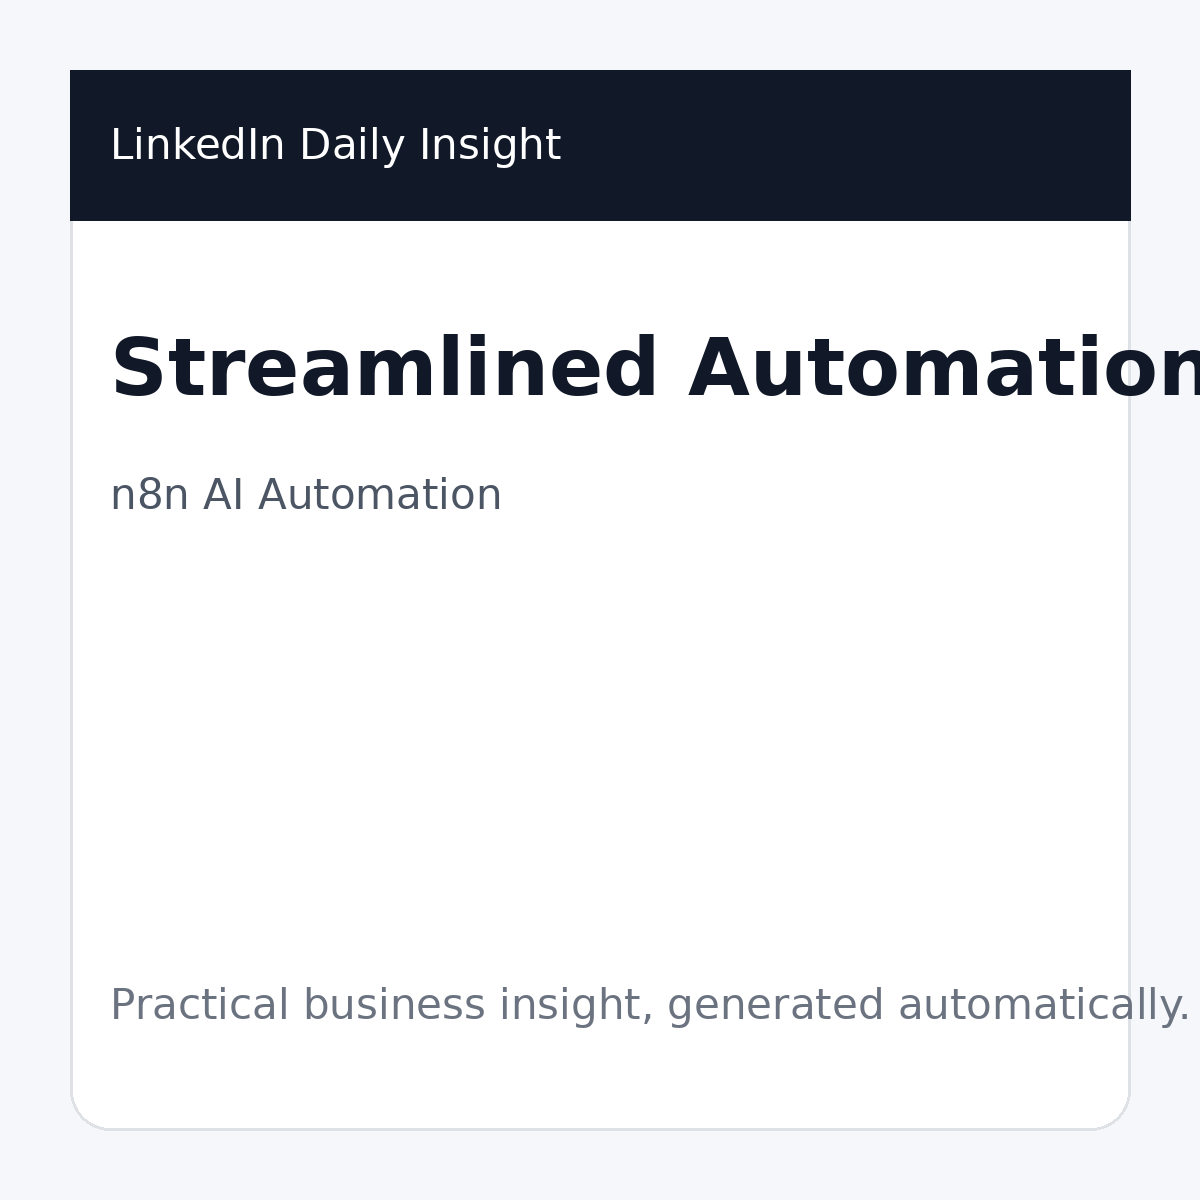 LinkedIn Daily Insight
Streamlined Automation
n8n AI Automation
Practical business insight, generated automatically.